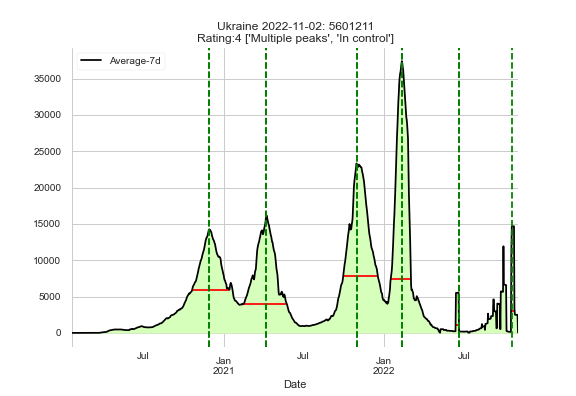 Ukraine 2022-11-02: 5601211
Rating:4 ['Multiple peaks', 'In control']
Average-7d
35000
30000
25000
20000
15000
10000
5000
0
Jul
Jan
2021
Jul
Jan
2022
Jul
Date